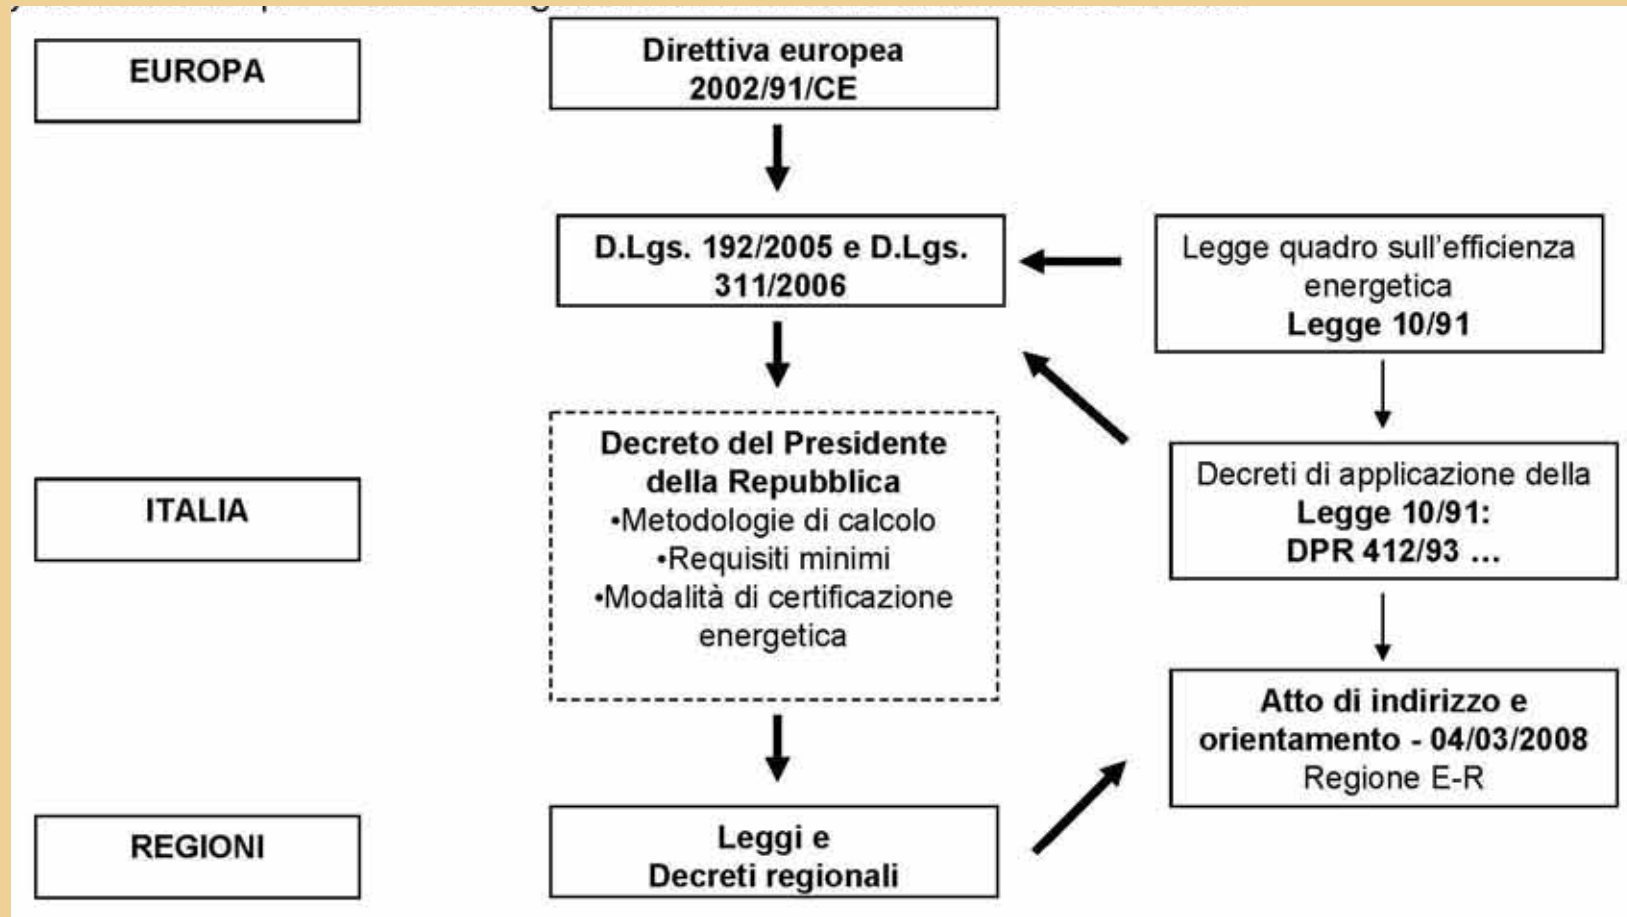 EUROPA
Direttiva europea
2002/91/CE
D.Lgs. 192/2005 e D.Lgs.
311/2006
Legge quadro sull'efficienza
energetica
Legge 10/91
ITALIA
Decreto del Presidente
della Repubblica
•Metodologie di calcolo
•Requisiti minimi
•Modalità di certificazione
energetica
Decreti di applicazione della
Legge 10/91:
DPR 412/93 ...
Atto di indirizzo e
orientamento - 04/03/2008
Regione E-R
REGIONI
Leggi e
Decreti regionali